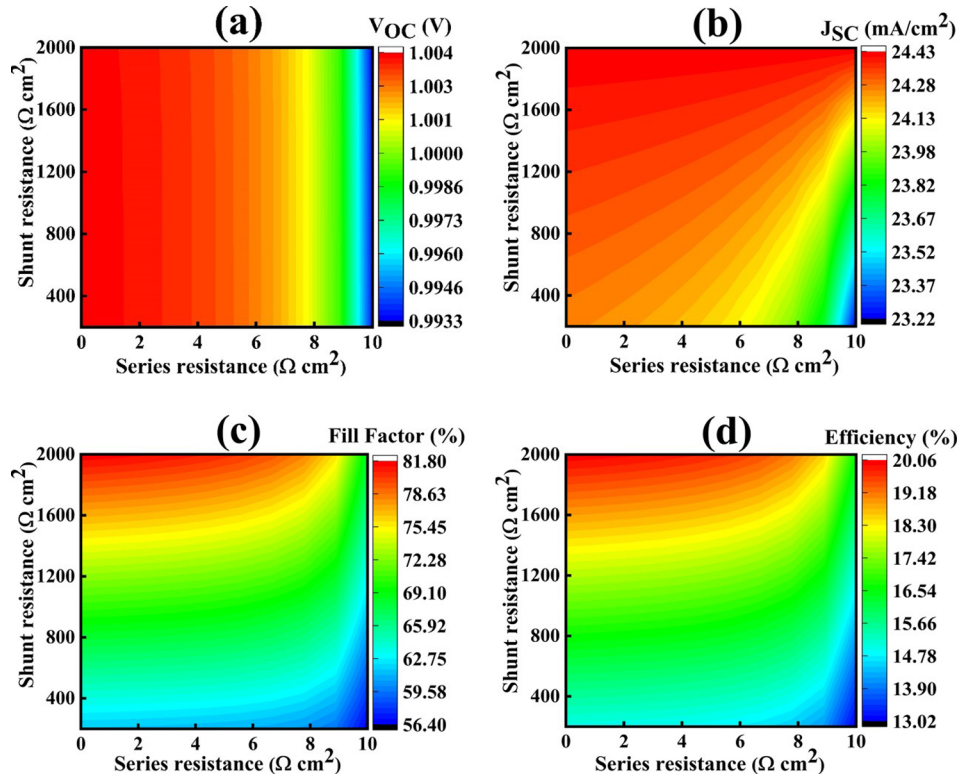 (a)
V_OC (V)
2000
1600
1200
800
400
Shunt resistance (Ω cm²)
0 2 4 6 8 10
Series resistance (Ω cm²)
1.004
1.003
1.001
1.0000
0.9986
0.9973
0.9960
0.9946
0.9933
(b)
J_SC (mA/cm²)
2000
1600
1200
800
400
Shunt resistance (Ω cm²)
0 2 4 6 8 10
Series resistance (Ω cm²)
24.43
24.28
24.13
23.98
23.82
23.67
23.52
23.37
23.22
(c)
Fill Factor (%)
2000
1600
1200
800
400
Shunt resistance (Ω cm²)
0 2 4 6 8 10
Series resistance (Ω cm²)
81.80
78.63
75.45
72.28
69.10
65.92
62.75
59.58
56.40
(d)
Efficiency (%)
2000
1600
1200
800
400
Shunt resistance (Ω cm²)
0 2 4 6 8 10
Series resistance (Ω cm²)
20.06
19.18
18.30
17.42
16.54
15.66
14.78
13.90
13.02